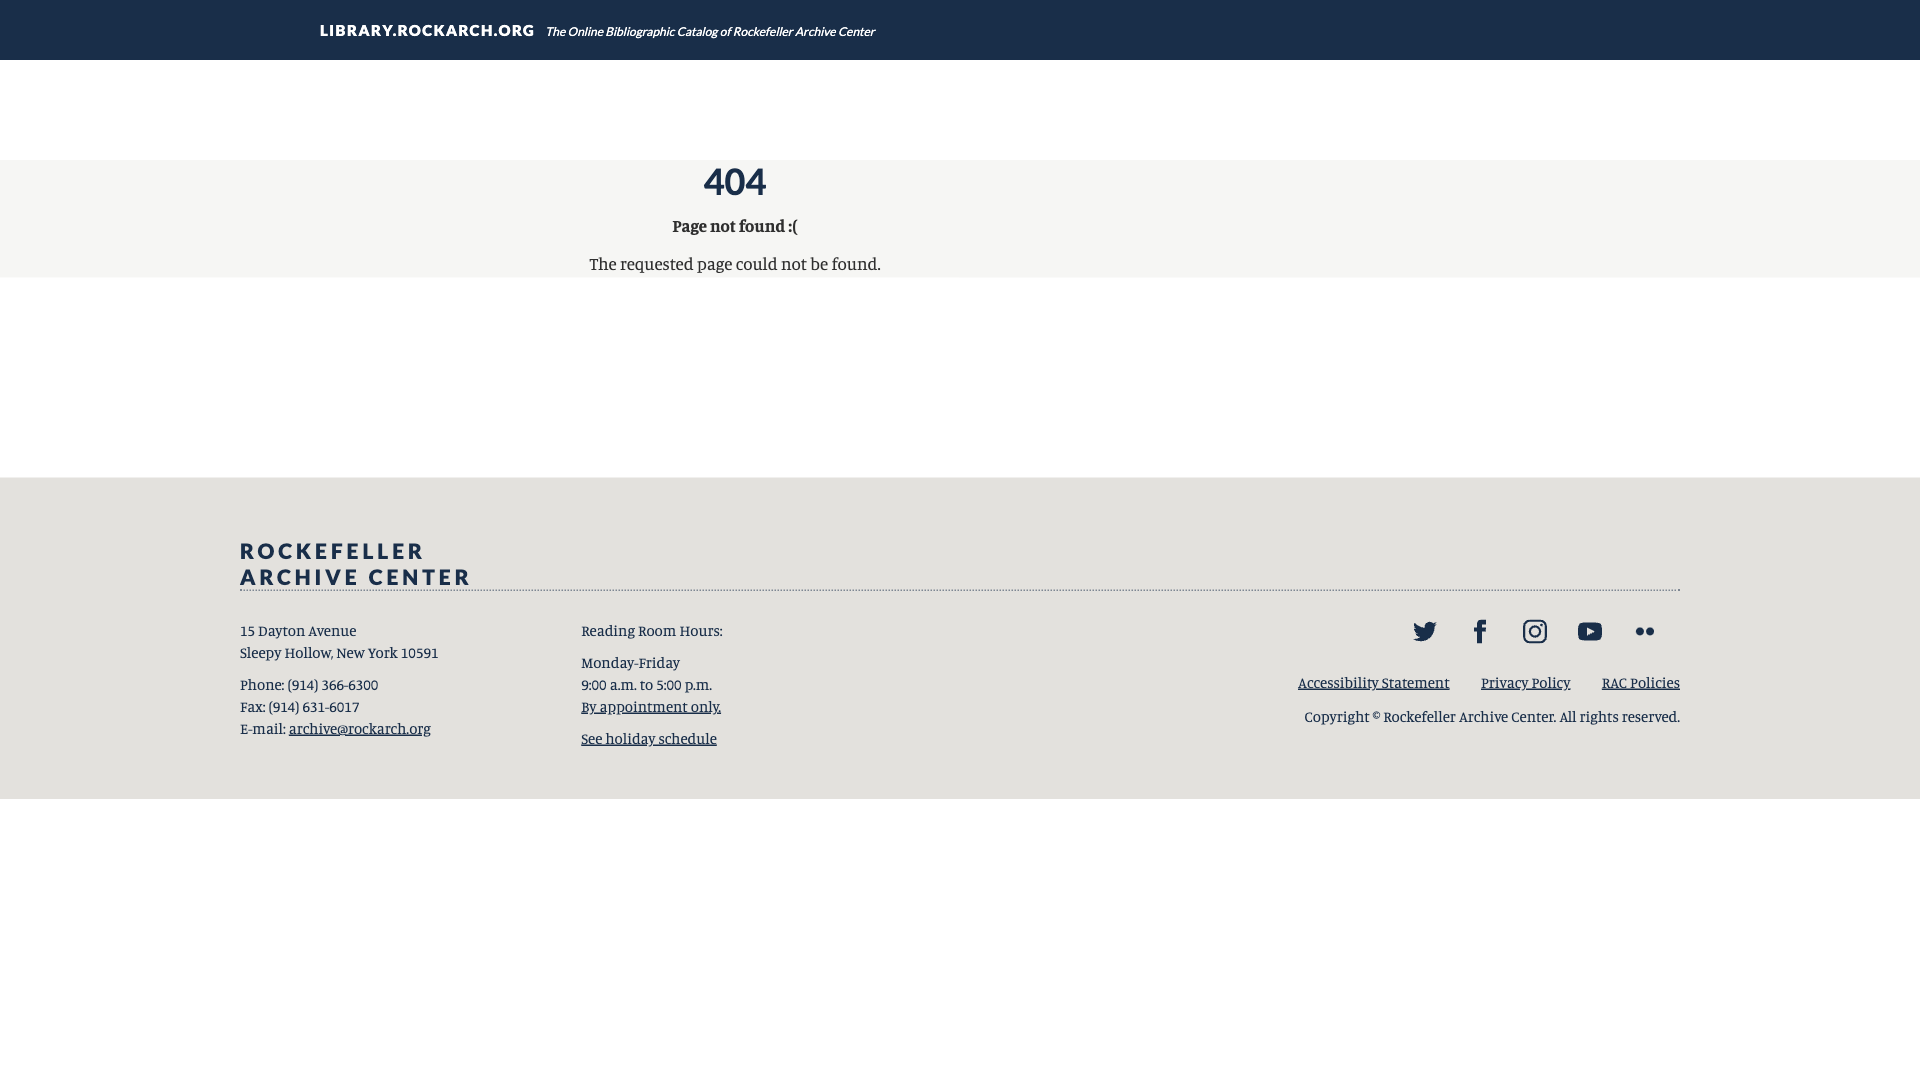 LIBRARY.ROCKARCH.ORG The Online Bibliographic Catalog of Rockefeller Archive Center
404
Page not found :(
The requested page could not be found.
ROCKEFELLER
ARCHIVE CENTER
15 Dayton Avenue
Sleepy Hollow, New York 10591
Phone: (914) 366-6300
Fax: (914) 631-6017
E-mail: archive@rockarch.org
Reading Room Hours:
Monday-Friday
9:00 a.m. to 5:00 p.m.
By appointment only.
See holiday schedule
Accessibility Statement Privacy Policy RAC Policies
Copyright © Rockefeller Archive Center. All rights reserved.